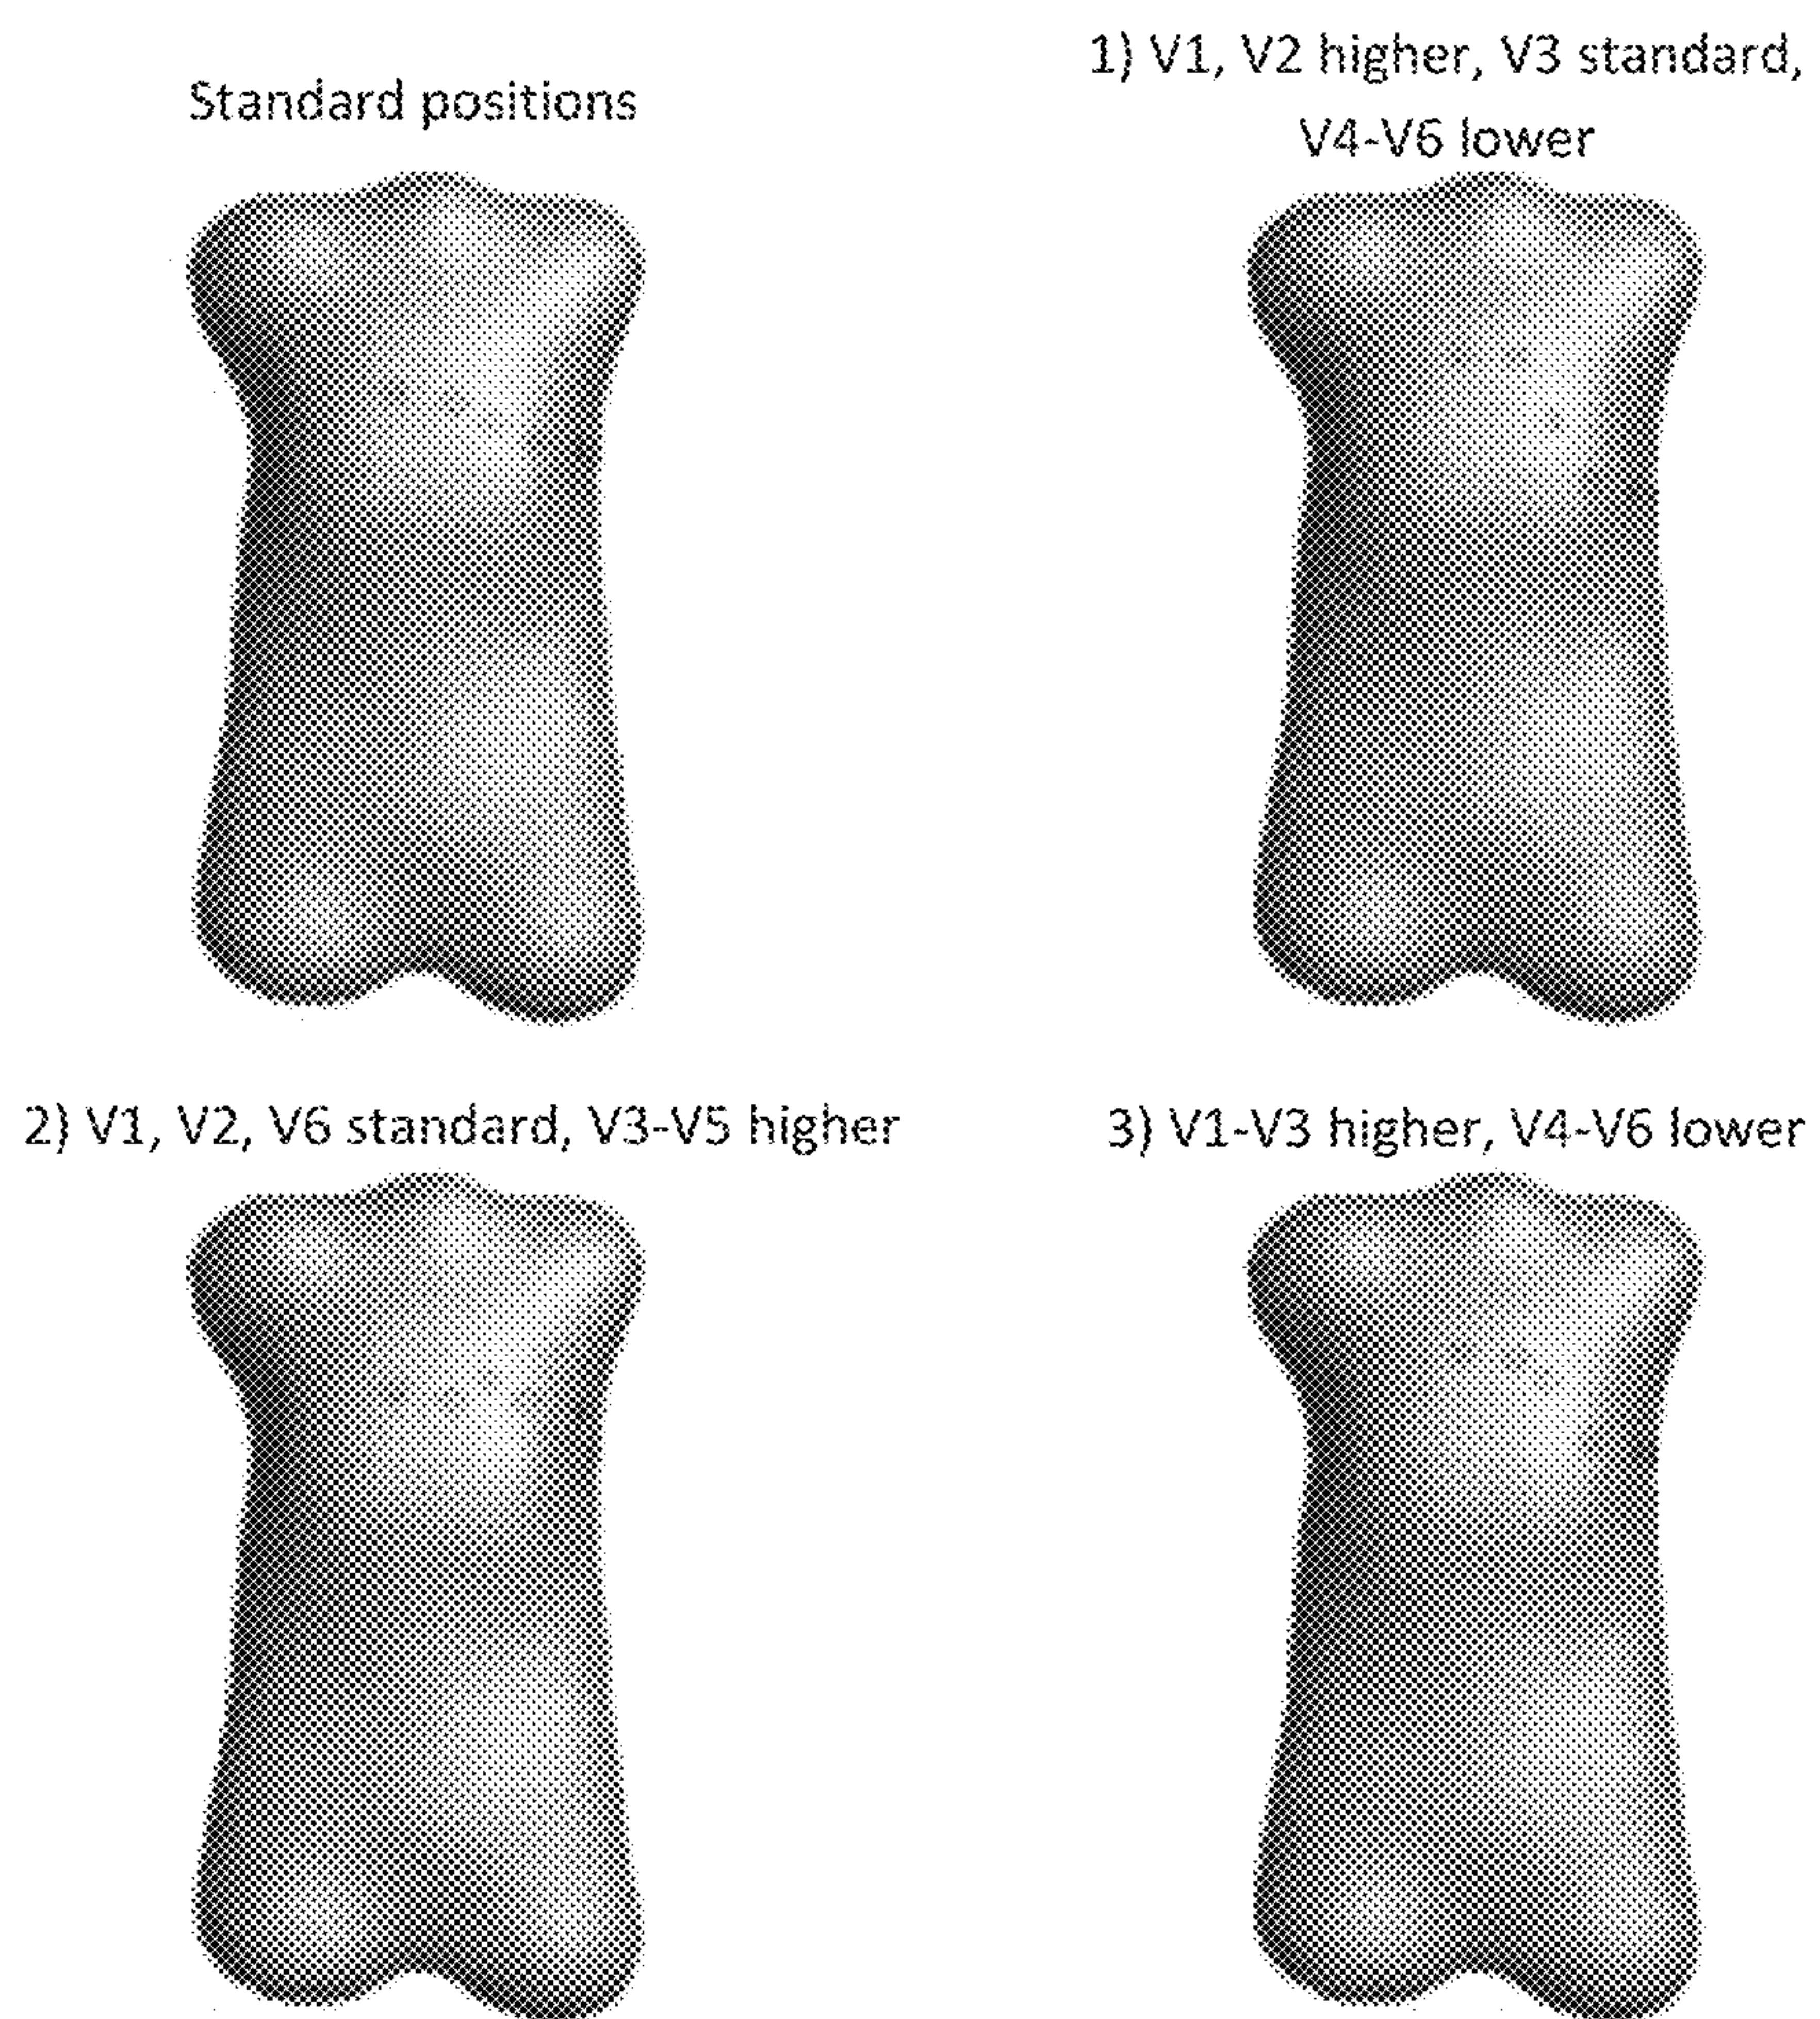 Standard positions
1) V1, V2 higher, V3 standard,
V4-V6 lower
2) V1, V2, V6 standard, V3-V5 higher
3) V1-V3 higher, V4-V6 lower